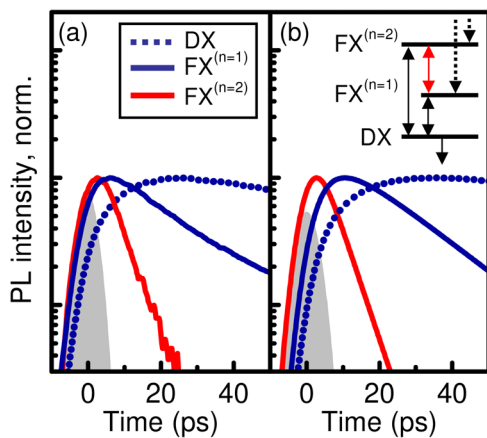 (a)
DX
FX(n=1)
FX(n=2)
(b)
FX(n=2)
FX(n=1)
DX
PL intensity, norm.
0 20 40
0 20 40
Time (ps)
Time (ps)